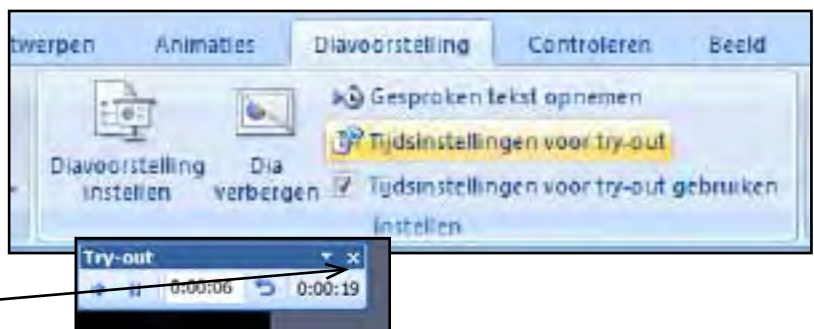 twerpen Animaties Diavoorstelling Controleren Beeld
Gesproken tekst opnemen
Tijdsinstellingen voor try-out
Diavoorstelling instellen
Dia verbergen
Tijdsinstellingen voor try-out gebruiken
Instellen
Try-out
0:00:06 0:00:19